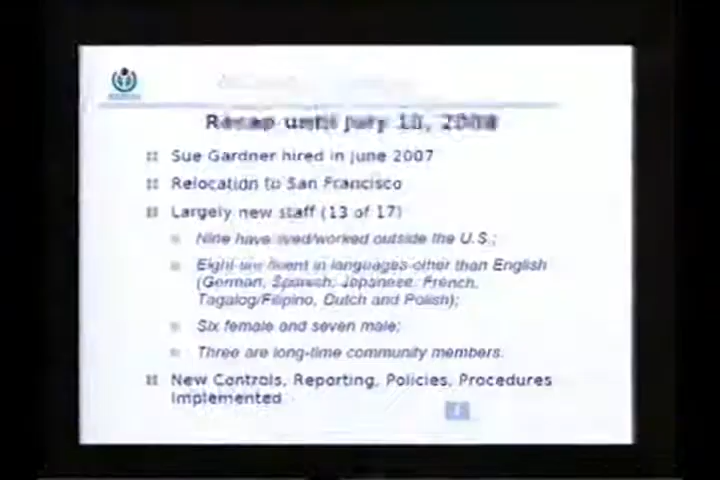 Recap until July 10, 2008
Sue Gardner hired in June 2007
Relocation to San Francisco
Largely new staff (13 of 17)
Nine have lived/worked outside the U.S.;
Eight are fluent in languages other than English
(German, Spanish, Japanese, French,
Tagalog/Filipino, Dutch and Polish);
Six female and seven male;
Three are long-time community members.
New Controls, Reporting, Policies, Procedures
Implemented